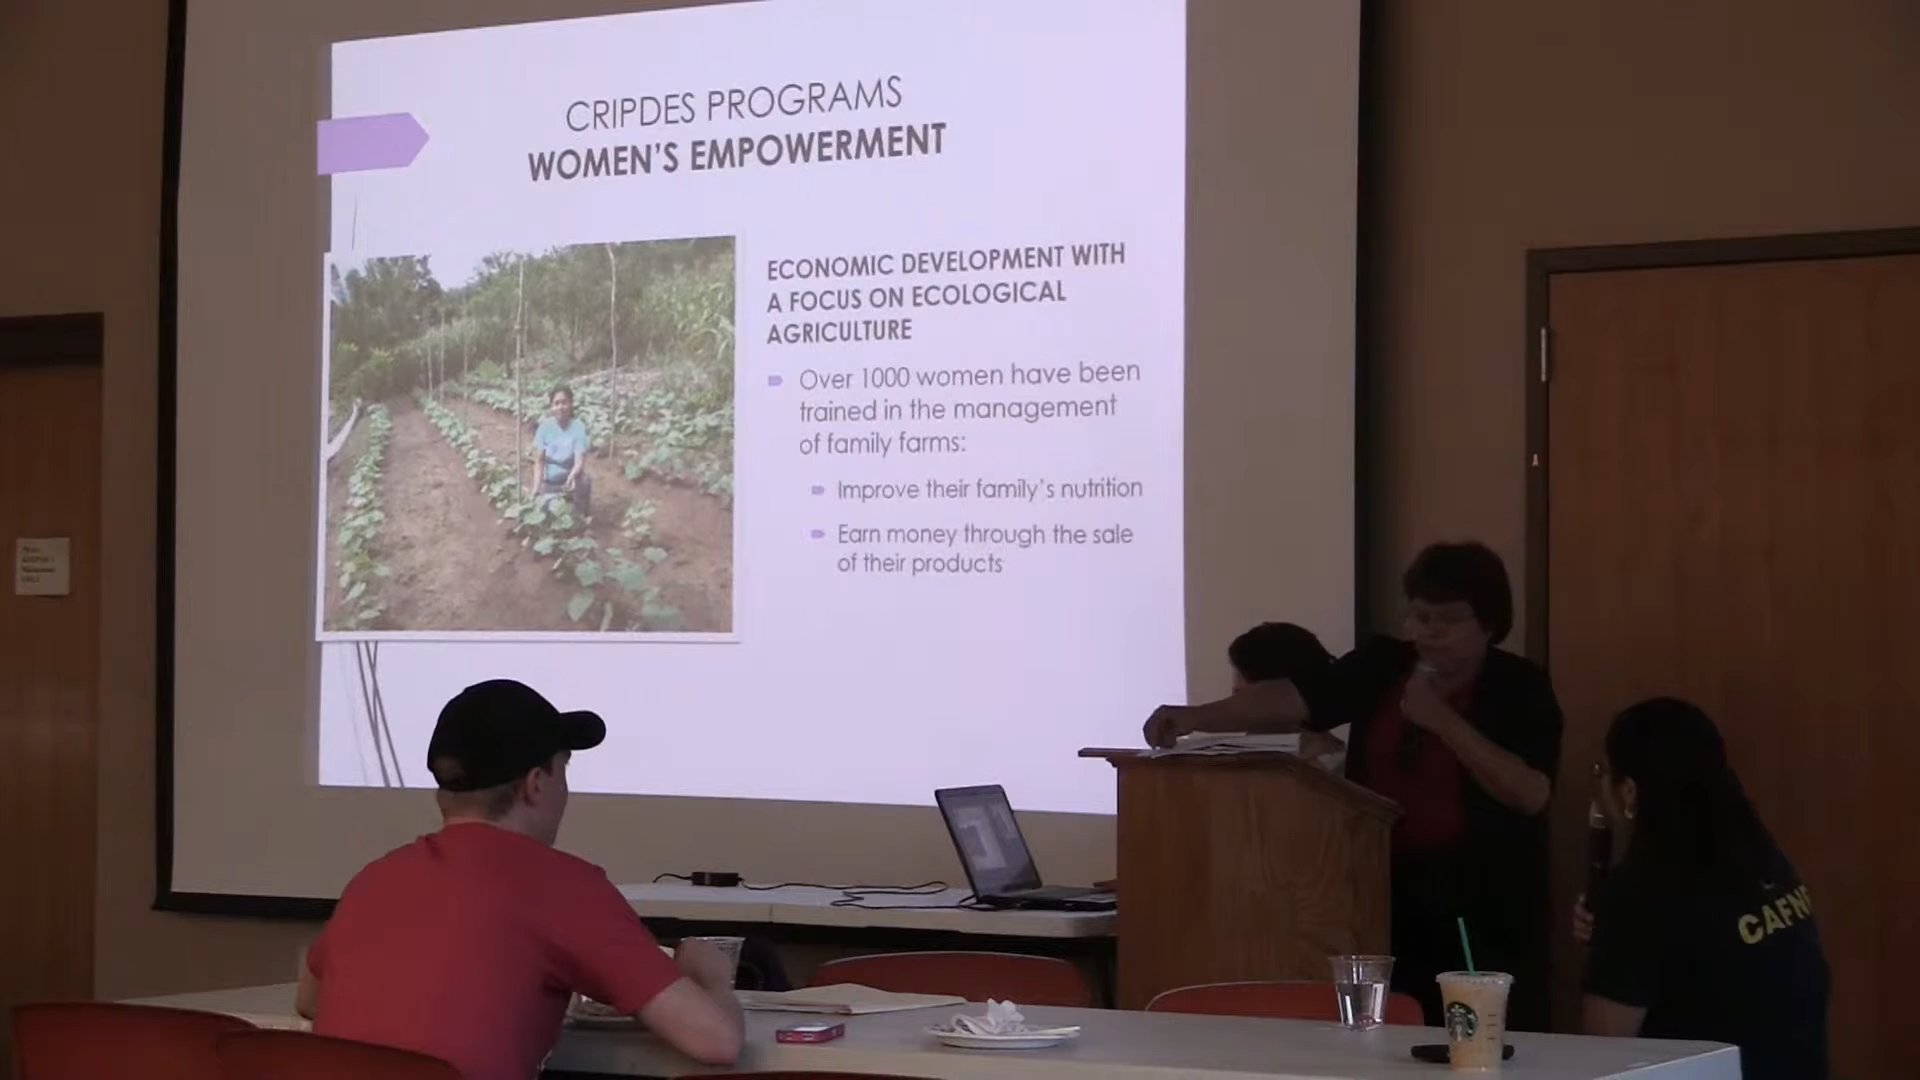 CRIPDES PROGRAMS
WOMEN'S EMPOWERMENT
ECONOMIC DEVELOPMENT WITH
A FOCUS ON ECOLOGICAL
AGRICULTURE
Over 1000 women have been
trained in the management
of family farms:
Improve their family's nutrition
Earn money through the sale
of their products